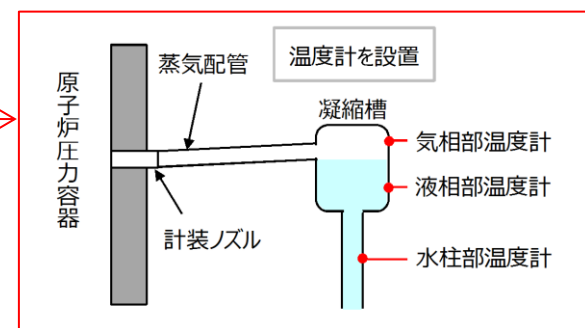 温度計を設置
蒸気配管
原子炉圧力容器
凝縮槽
気相部温度計
液相部温度計
計装ノズル
水柱部温度計